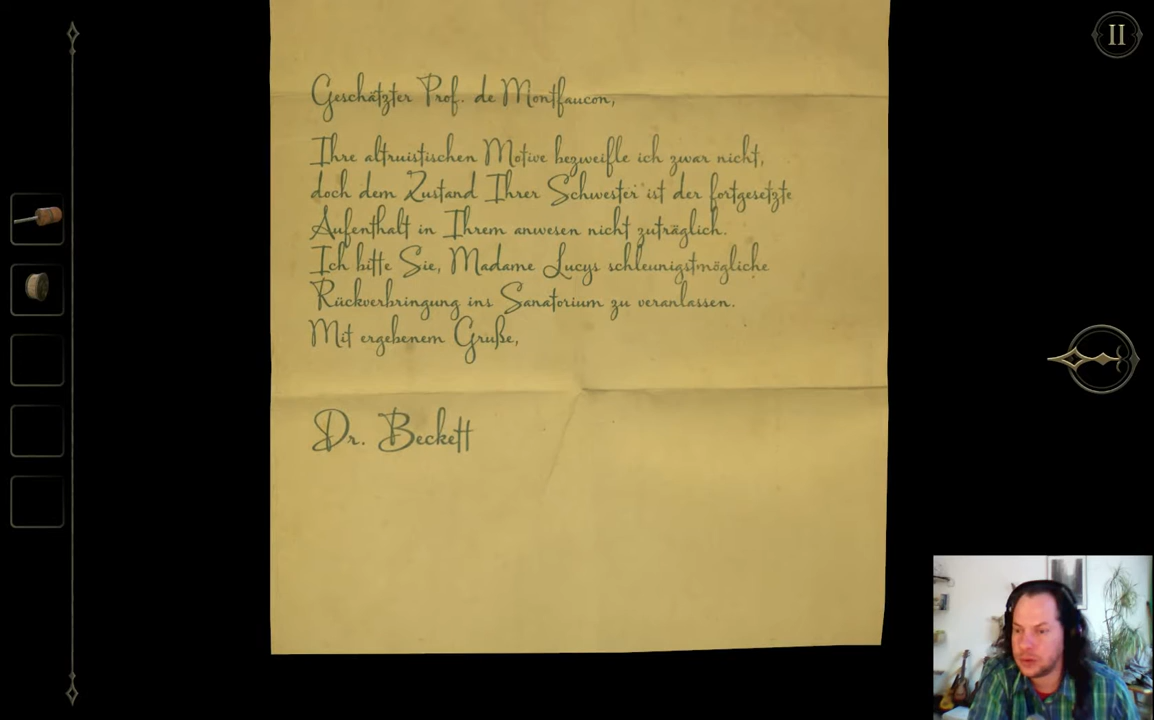 II
Geschätzter Prof. de Montfaucon,
Ihre altruistischen Motive bezweifle ich zwar nicht,
doch dem Zustand Ihrer Schwester ist der fortgesetzte
Aufenthalt in Ihrem anwesen nicht zuträglich.
Ich bitte Sie, Madame Lucys schleunigstmögliche
Rückverbringung ins Sanatorium zu veranlassen.
Mit ergebenem Gruße,
Dr. Beckett